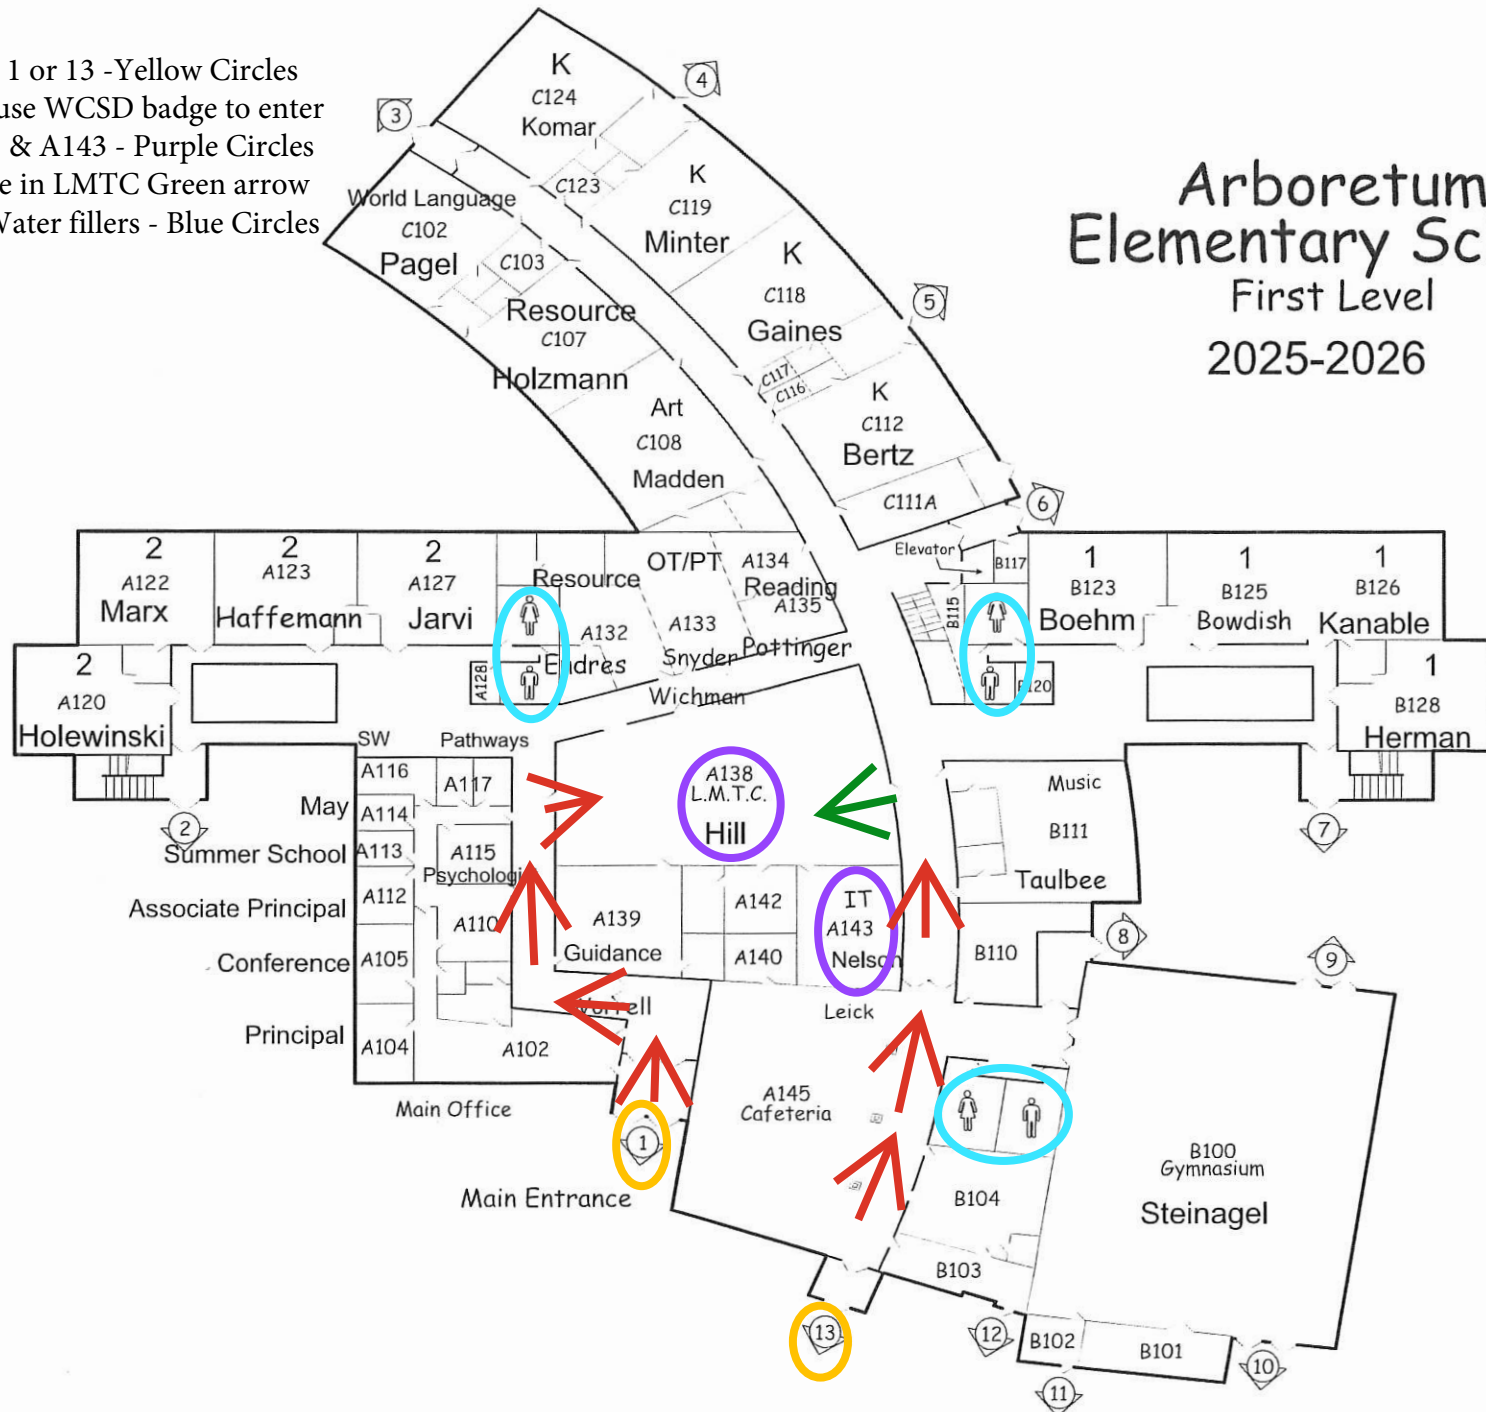 1 or 13 -Yellow Circles
use WCSD badge to enter
& A143 - Purple Circles
e in LMTC Green arrow
Water fillers - Blue Circles
Arboretum
Elementary Sc
First Level
2025-2026
3
4
5
6
K
C124
Komar
C123
World Language
C102
Pagel
C103
K
C119
Minter
K
C118
Gaines
Resource
C107
Holzmann
C117
C116
K
C112
Bertz
Art
C108
Madden
C111A
2
A122
Marx
2
A123
Haffemann
2
A127
Jarvi
Resource
A132
Endres
OT/PT
A133
Snyder
Wichman
A134
Reading
A135
Pottinger
Elevator
B117
B115
1
B123
Boehm
1
B125
Bowdish
1
B126
Kanable
2
A120
Holewinski
A128
B120
1
B128
Herman
SW
Pathways
A116
A117
May
A114
Summer School
A113
A115
Psychologi
Associate Principal
A112
A110
Conference
A105
Principal
A104
A102
Main Office
2
A138
L.M.T.C.
Hill
Music
B111
Taulbee
7
A139
Guidance
A142
A140
IT
A143
Nelson
B110
8
9
Vorrell
Leick
A145
Cafeteria
1
Main Entrance
B104
B103
B100
Gymnasium
Steinagel
13
12
B102
B101
11
10